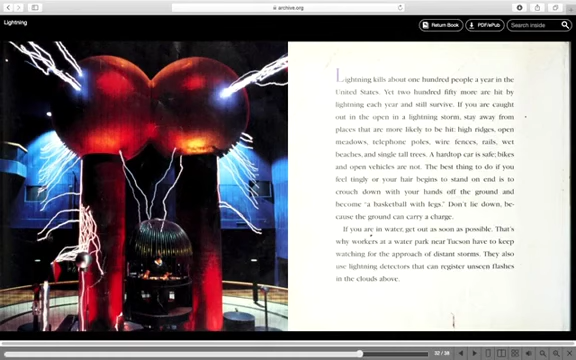 archive.org
Lightning
Return Book
PDF/ePub
Search inside
Lightning kills about one hundred people a year in the
United States. Yet two hundred fifty more are hit by
lightning each year and still survive. If you are caught
out in the open in a lightning storm, stay away from
places that are more likely to be hit: high ridges, open
meadows, telephone poles, wire fences, rails, wet
beaches, and single tall trees. A hardtop car is safe; bikes
and open vehicles are not. The best thing to do if you
feel tingly or your hair begins to stand on end is to
crouch down with your hands off the ground and
become "a basketball with legs." Don't lie down, be-
cause the ground can carry a charge.
If you are in water, get out as soon as possible. That's
why workers at a water park near Tucson have to keep
watching for the approach of distant storms. They also
use lightning detectors that can register unseen flashes
in the clouds above.
32 / 38